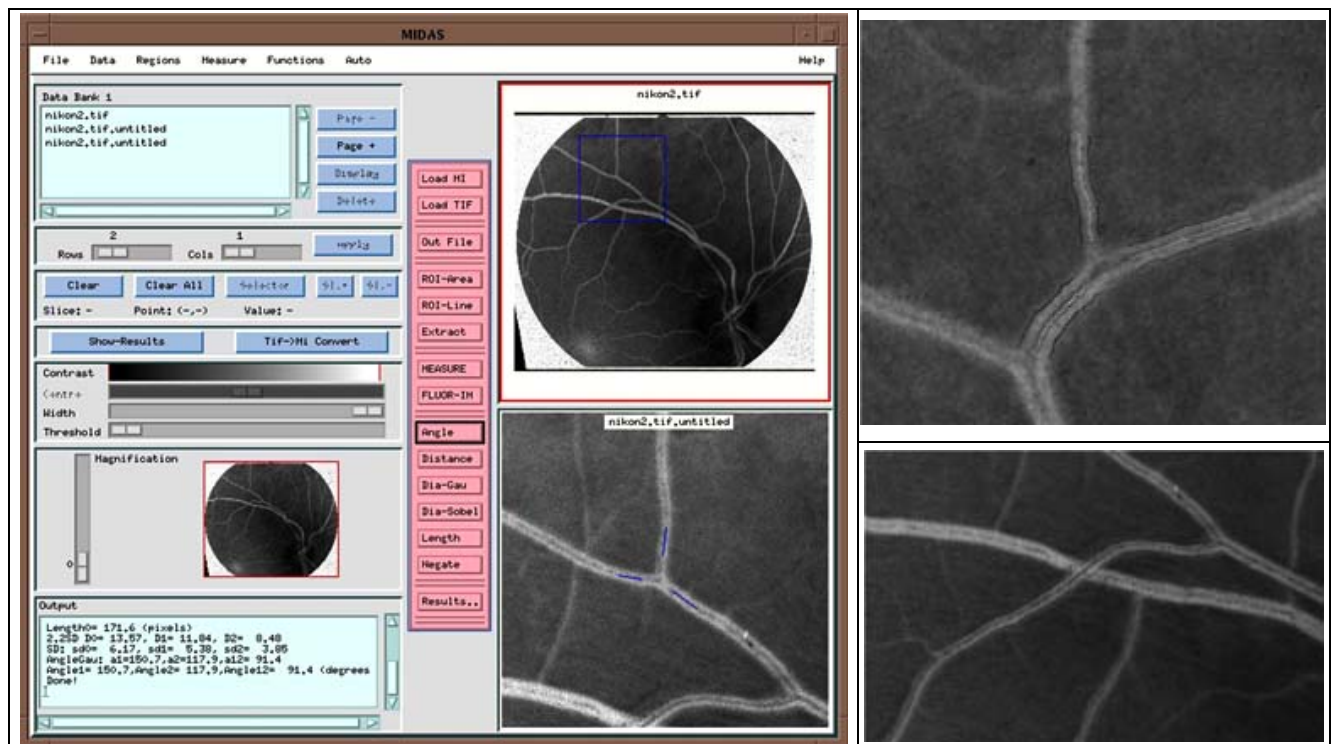 MIDAS
File Data Regions Measure Functions Auto Help
Data Bank 1
nikon2.tif
nikon2.tif.untitled
nikon2.tif.untitled
Page -
Page +
Display
Delete
2 1
Rows Cols Apply
Clear Clear All Selector Sl.+ Sl.-
Slice: - Point: (-,-) Value: -
Show-Results Tif->Mi Convert
Contrast
Centre
Width
Threshold
Magnification
0
Output
Length0= 171.6 (pixels)
2.2SD D0= 13.57, D1= 11.84, D2= 8.48
SD: sd0= 6.17, sd1= 5.38, sd2= 3.85
AngleGau: a1=150.7,a2=117.9,a12= 91.4
Angle1= 150.7,Angle2= 117.9,Angle12= 91.4 (degrees
Done!
Load MI
Load TIF
Out File
ROI-Area
ROI-Line
Extract
MEASURE
FLUOR-IM
Angle
Distance
Dia-Gau
Dia-Sobel
Length
Negate
Results..
nikon2.tif
nikon2.tif.untitled